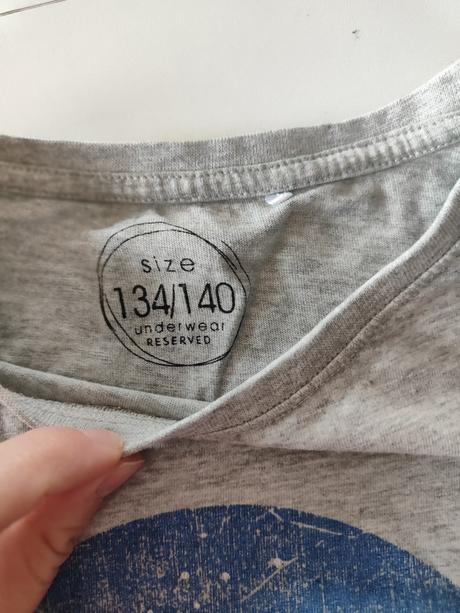 size
134/140
underwear
RESERVED